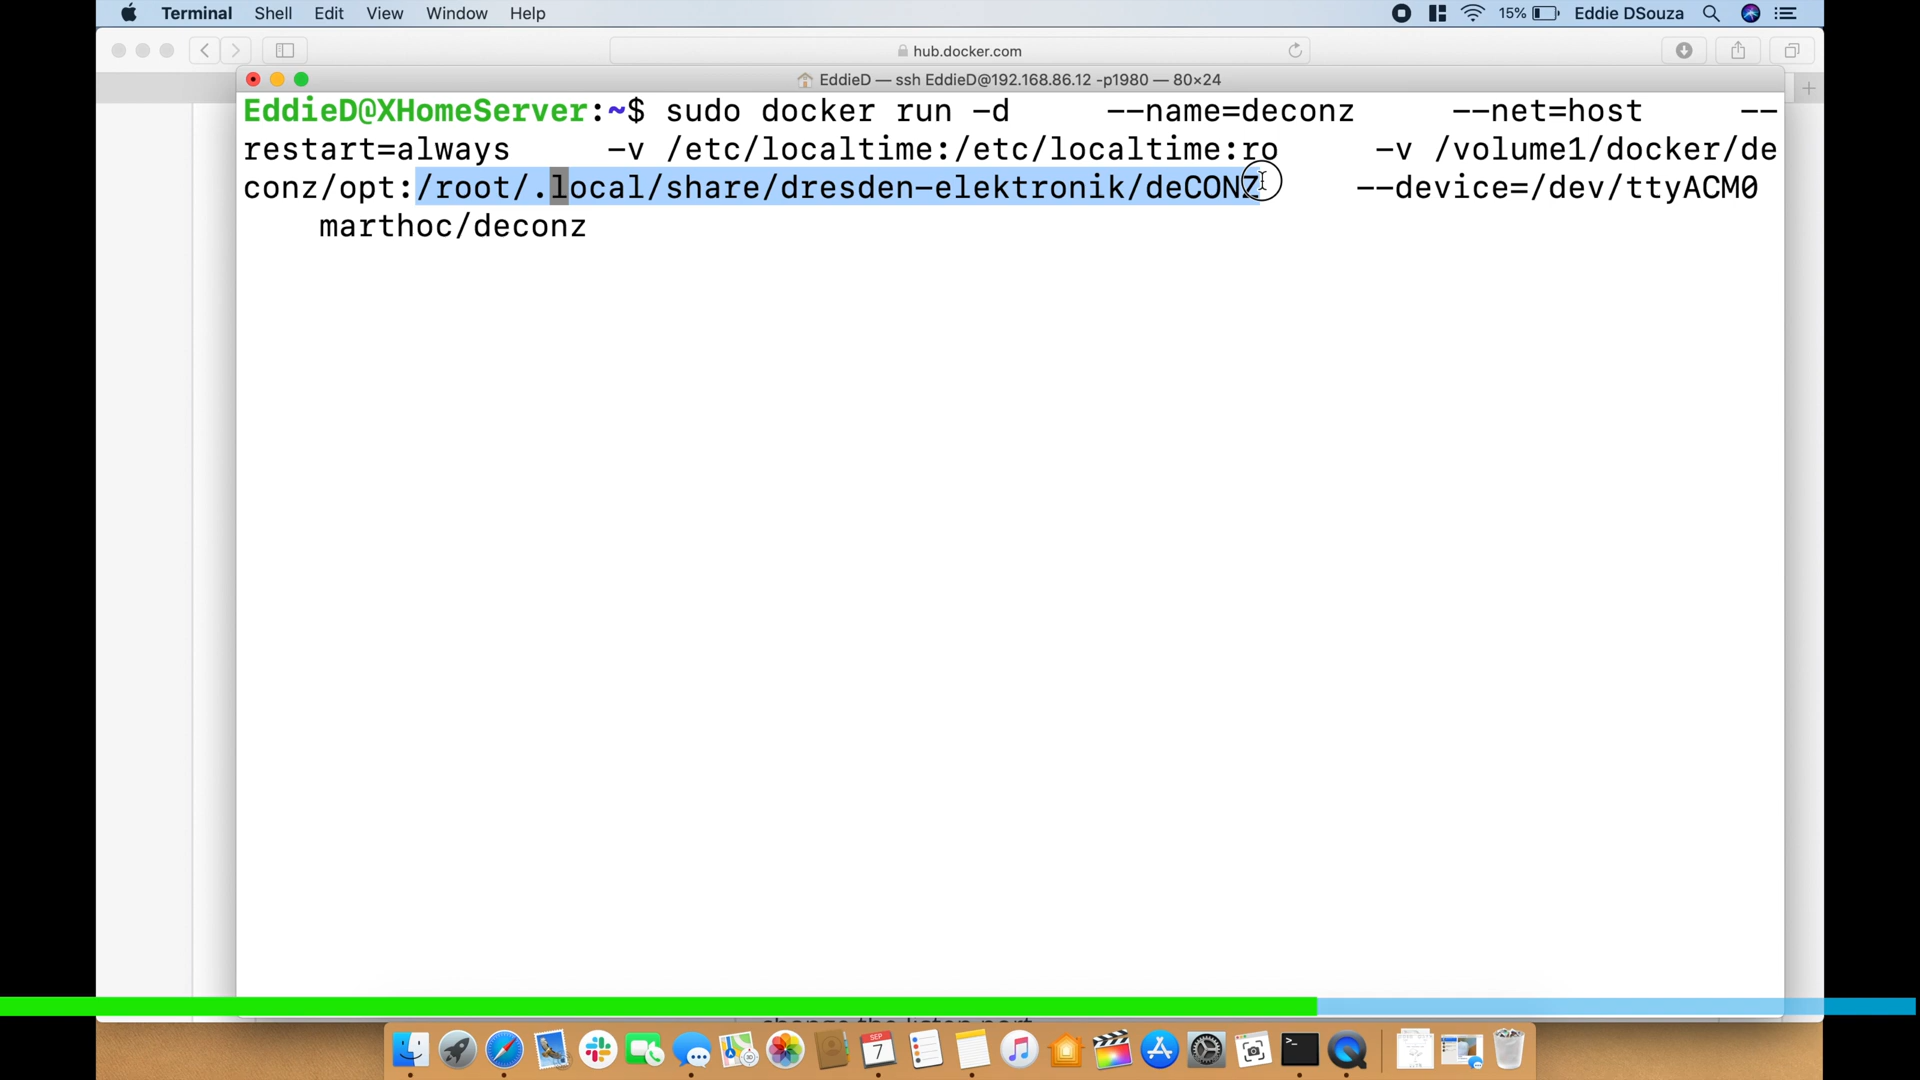 Terminal Shell Edit View Window Help 15% Eddie DSouza
hub.docker.com
EddieD — ssh EddieD@192.168.86.12 -p1980 — 80×24
EddieD@XHomeServer:~$ sudo docker run -d --name=deconz --net=host --
restart=always -v /etc/localtime:/etc/localtime:ro -v /volume1/docker/de
conz/opt:/root/.local/share/dresden-elektronik/deCONZ --device=/dev/ttyACM0
marthoc/deconz
SEP
7